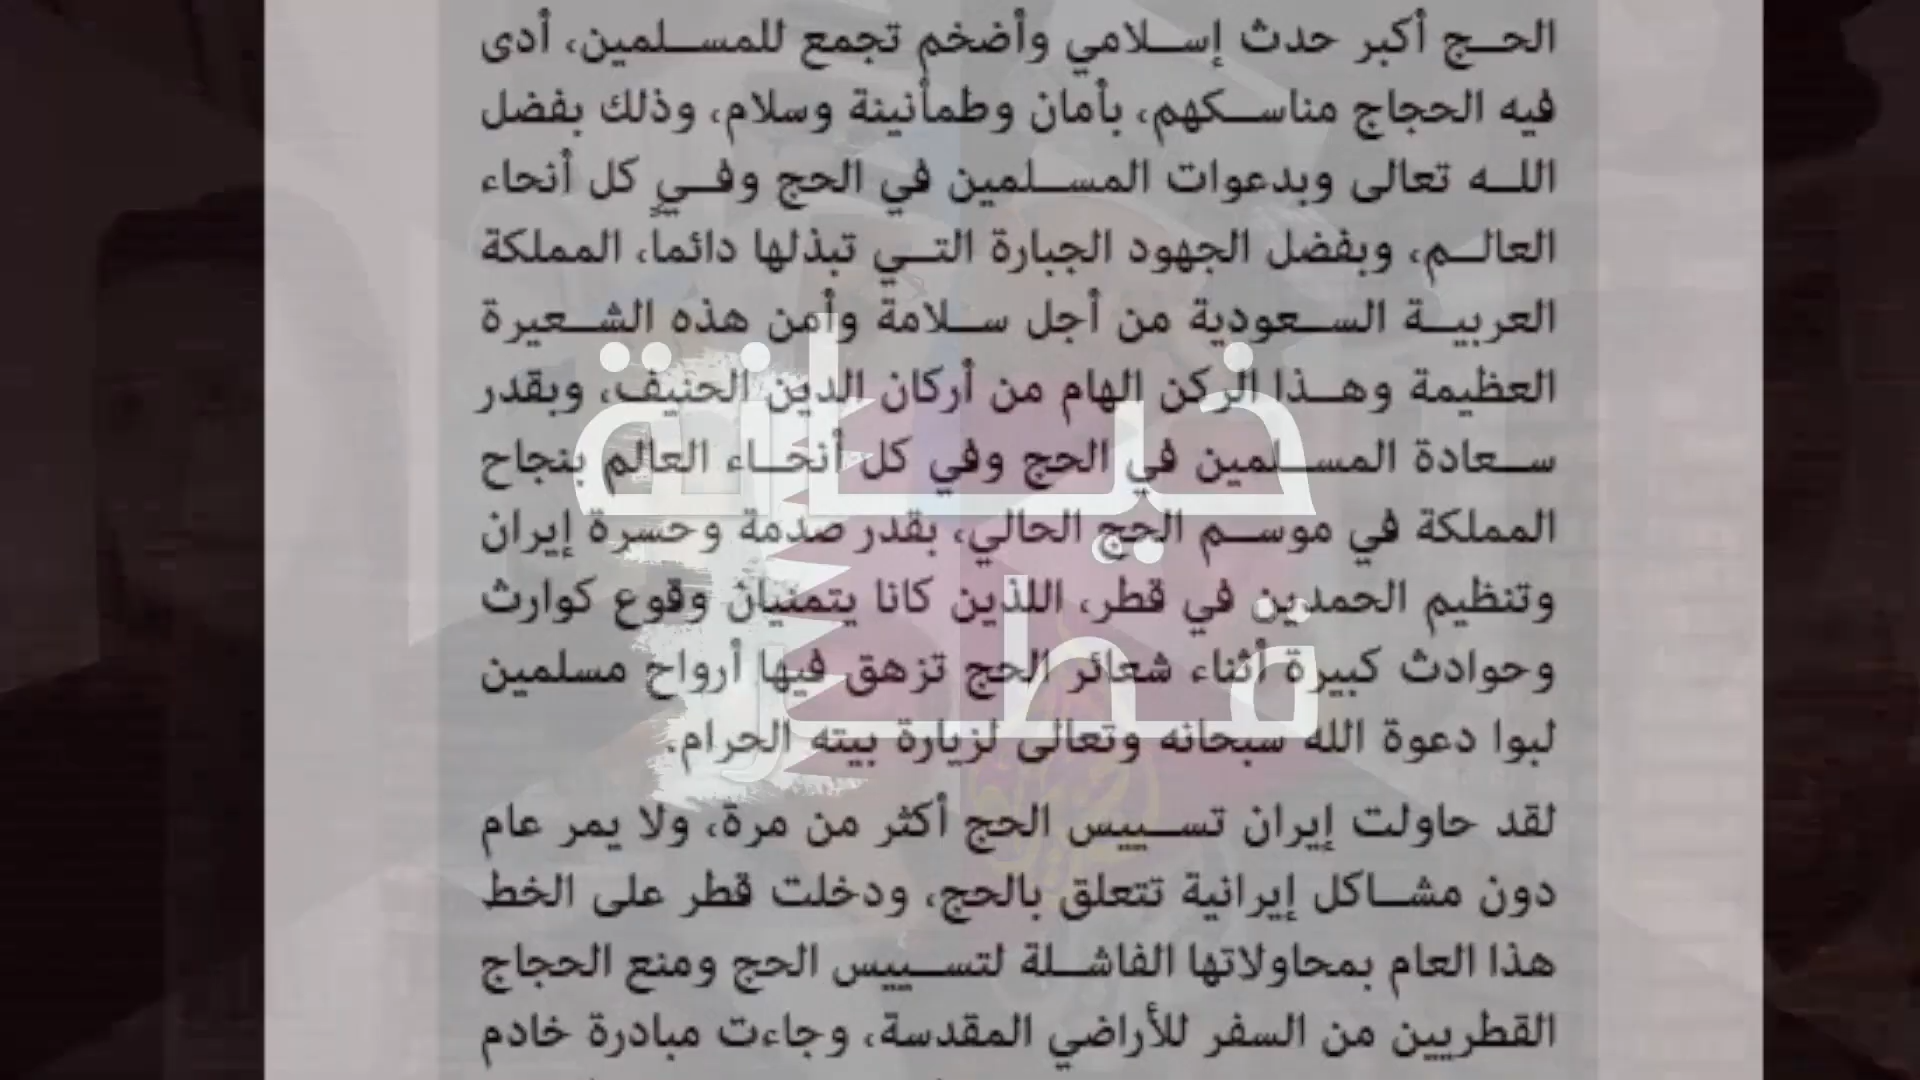 الحج أكبر حدث إسلامي وأضخم تجمع للمسلمين، أدى
فيه الحجاج مناسكهم، بأمان وطمأنينة وسلام، وذلك بفضل
الله تعالى وبدعوات المسلمين في الحج وفي كل أنحاء
العالم، وبفضل الجهود الجبارة التي تبذلها دائماً، المملكة
العربية السعودية من أجل سلامة وأمن هذه الشعيرة
العظيمة وهذا الركن الهام من أركان الدين الحنيف، وبقدر
سعادة المسلمين في الحج وفي كل أنحاء العالم بنجاح
المملكة في موسم الحج الحالي، بقدر صدمة وحسرة إيران
وتنظيم الحمدين في قطر، اللذين كانا يتمنيان وقوع كوارث
وحوادث كبيرة أثناء شعائر الحج تزهق فيها أرواح مسلمين
لبوا دعوة الله سبحانه وتعالى لزيارة بيته الحرام.
لقد حاولت إيران تسييس الحج أكثر من مرة، ولا يمر عام
دون مشاكل إيرانية تتعلق بالحج، ودخلت قطر على الخط
هذا العام بمحاولاتها الفاشلة لتسييس الحج ومنع الحجاج
القطريين من السفر للأراضي المقدسة، وجاءت مبادرة خادم
خيانة
قطر